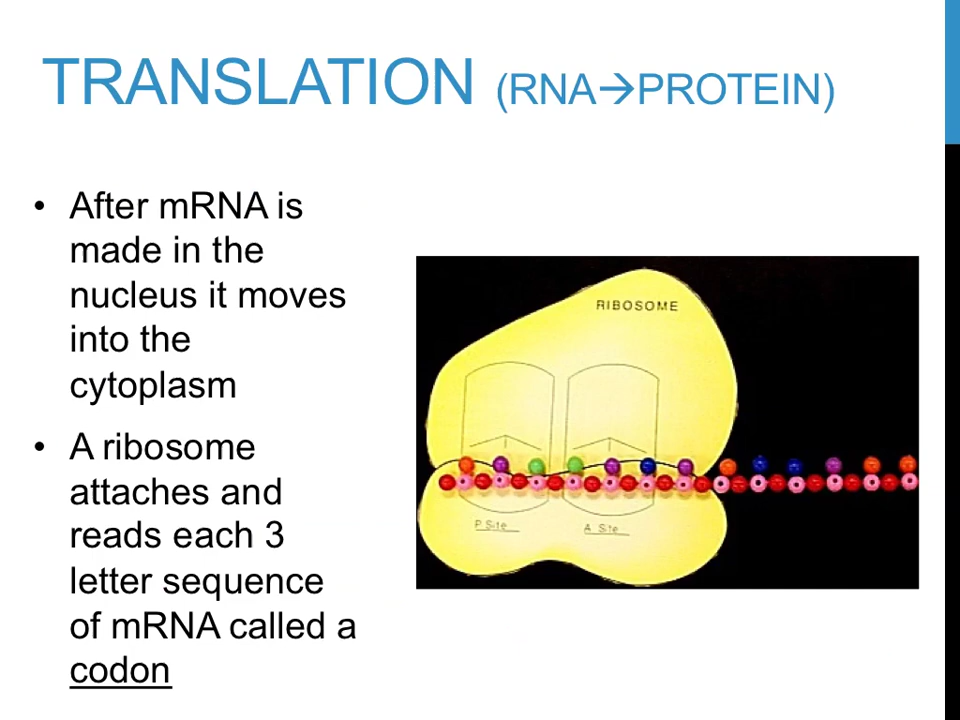 TRANSLATION (RNA→PROTEIN)
• After mRNA is
made in the
nucleus it moves
into the
cytoplasm
• A ribosome
attaches and
reads each 3
letter sequence
of mRNA called a
codon
RIBOSOME
P Site
A Site